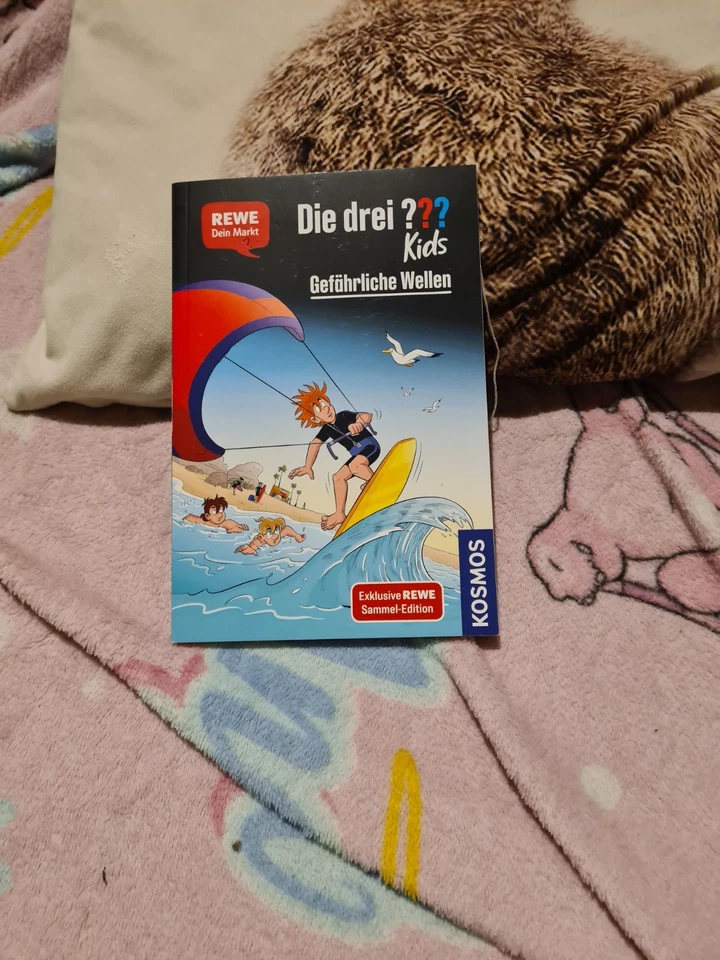 REWE
Dein Markt
Die drei ???
Kids
Gefährliche Wellen
Exklusive REWE
Sammel-Edition
KOSMOS